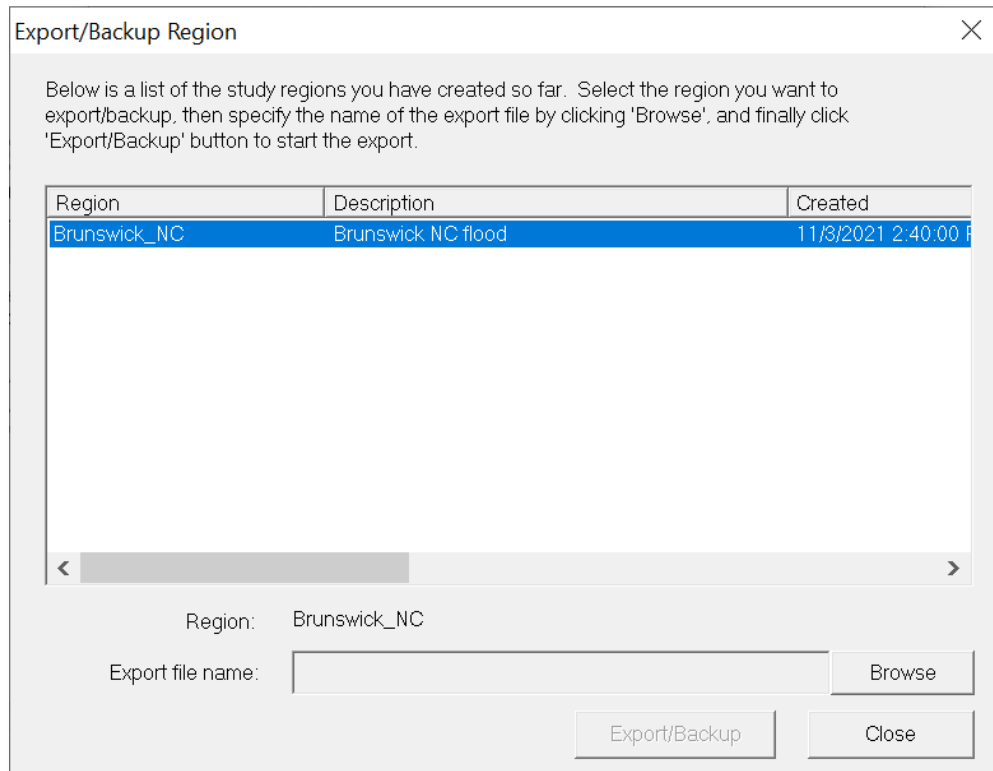 Export/Backup Region
Below is a list of the study regions you have created so far. Select the region you want to
export/backup, then specify the name of the export file by clicking 'Browse', and finally click
'Export/Backup' button to start the export.
Region Description Created
Brunswick_NC Brunswick NC flood 11/3/2021 2:40:00
Region: Brunswick_NC
Export file name: Browse
Export/Backup Close